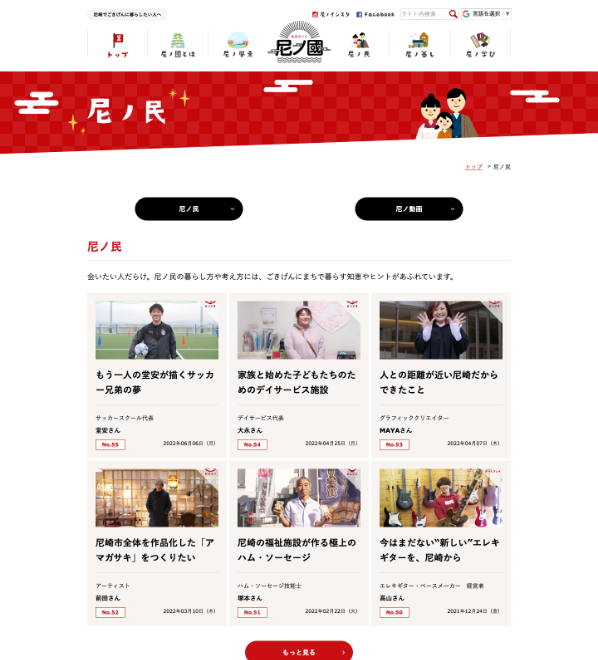 尼崎でごきげんに暮らしたい人へ
尼ノインスタ
Facebook
サイト内検索
言語を選択
▼
トップ
尼ノ國とは
尼ノ楽楽
尼ノ國
尼ノ民
尼ノ暮し
尼ノ学び
尼ノ民
トップ > 尼ノ民
尼ノ民
尼ノ動画
尼ノ民
会いたい人だらけ。尼ノ民の暮らし方や考え方には、ごきげんにまちで暮らす知恵やヒントがあふれています。
もう一人の堂安が描くサッカ
ー兄弟の夢
サッカースクール代表
堂安さん
No.55
2022年06月06日（月）
家族と始めた子どもたちのた
めのデイサービス施設
デイサービス代表
大永さん
No.54
2022年04月25日（月）
人との距離が近い尼崎だから
できたこと
グラフィッククリエイター
MAYAさん
No.53
2022年04月07日（木）
尼崎市全体を作品化した「ア
マガサキ」をつくりたい
アーティスト
前田さん
No.52
2022年03月10日（木）
尼崎の福祉施設が作る極上の
ハム・ソーセージ
ハム・ソーセージ技能士
塚本さん
No.51
2022年02月22日（火）
今はまだない“新しい”エレキ
ギターを、尼崎から
エレキギター・ベースメーカー　経営者
高山さん
No.50
2021年12月24日（金）
もっと見る